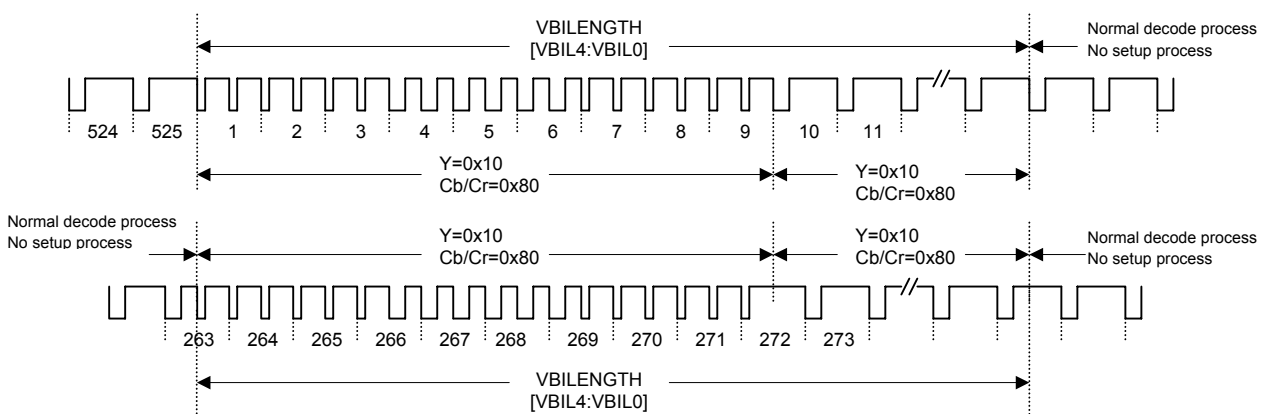 VBILENGTH
[VBIL4:VBIL0]
Normal decode process
No setup process
524 525 1 2 3 4 5 6 7 8 9 10 11
Y=0x10
Cb/Cr=0x80
Y=0x10
Cb/Cr=0x80
Normal decode process
No setup process
Y=0x10
Cb/Cr=0x80
Y=0x10
Cb/Cr=0x80
Normal decode process
No setup process
263 264 265 266 267 268 269 270 271 272 273
VBILENGTH
[VBIL4:VBIL0]